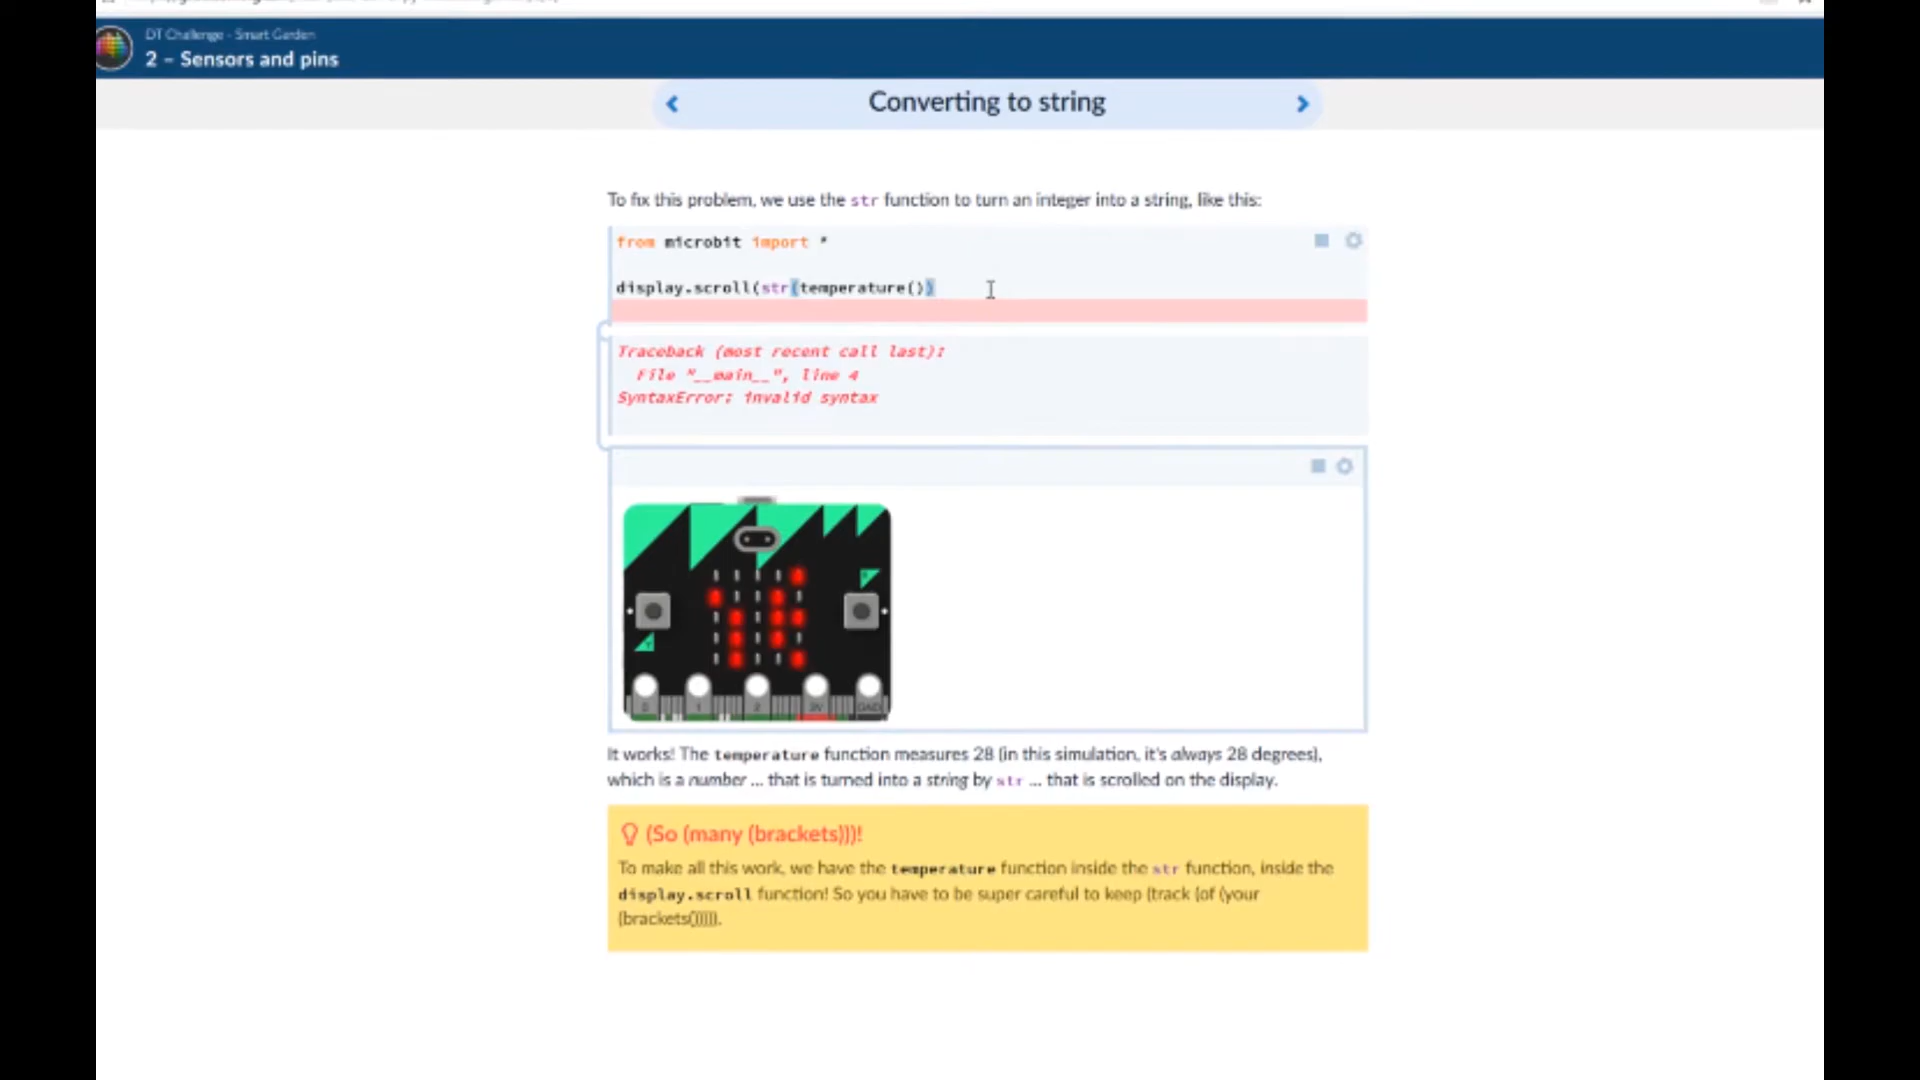 DT Challenge - Smart Garden
2 – Sensors and pins
Converting to string
To fix this problem, we use the str function to turn an integer into a string, like this:
from microbit import *
display.scroll(str(temperature())
Traceback (most recent call last):
File "__main__", line 4
SyntaxError: invalid syntax
0 1 2 3V GND
It works! The temperature function measures 28 (in this simulation, it's always 28 degrees),
which is a number ... that is turned into a string by str ... that is scrolled on the display.
(So (many (brackets)))!
To make all this work, we have the temperature function inside the str function, inside the
display.scroll function! So you have to be super careful to keep (track (of (your
(brackets())))).